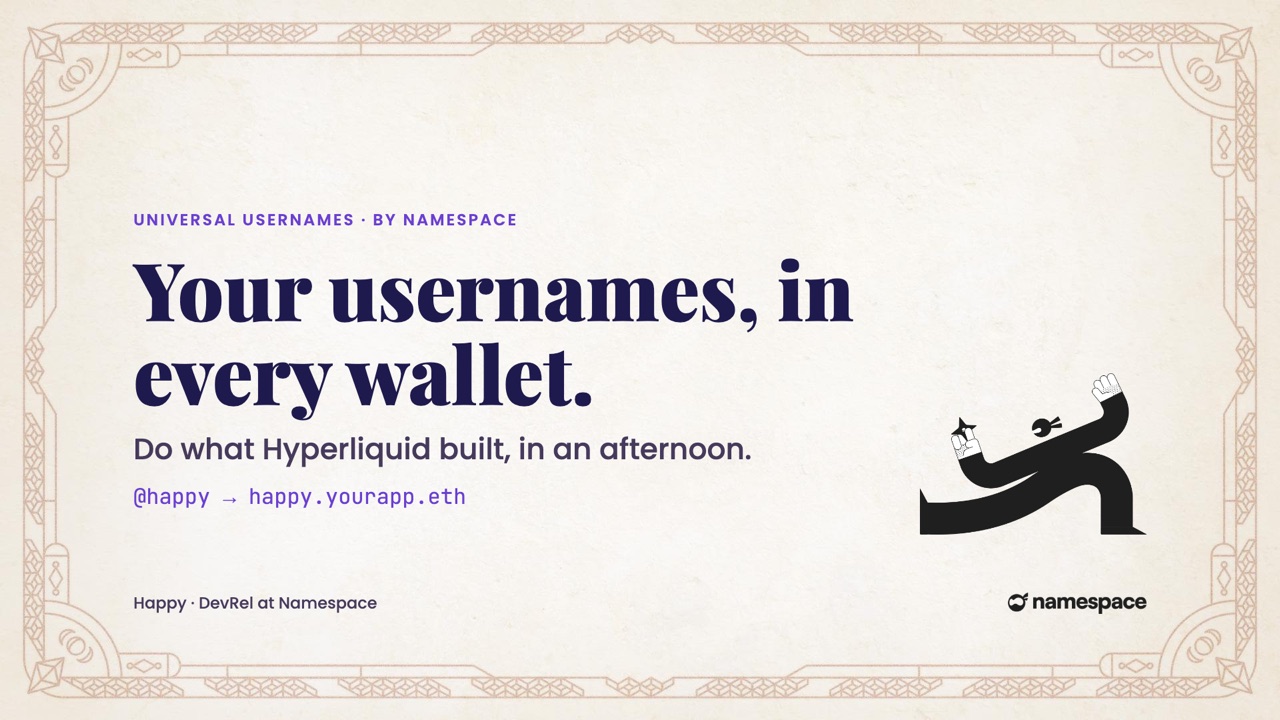 UNIVERSAL USERNAMES · BY NAMESPACE
Your usernames, in
every wallet.
Do what Hyperliquid built, in an afternoon.
@happy → happy.yourapp.eth
Happy · DevRel at Namespace
namespace